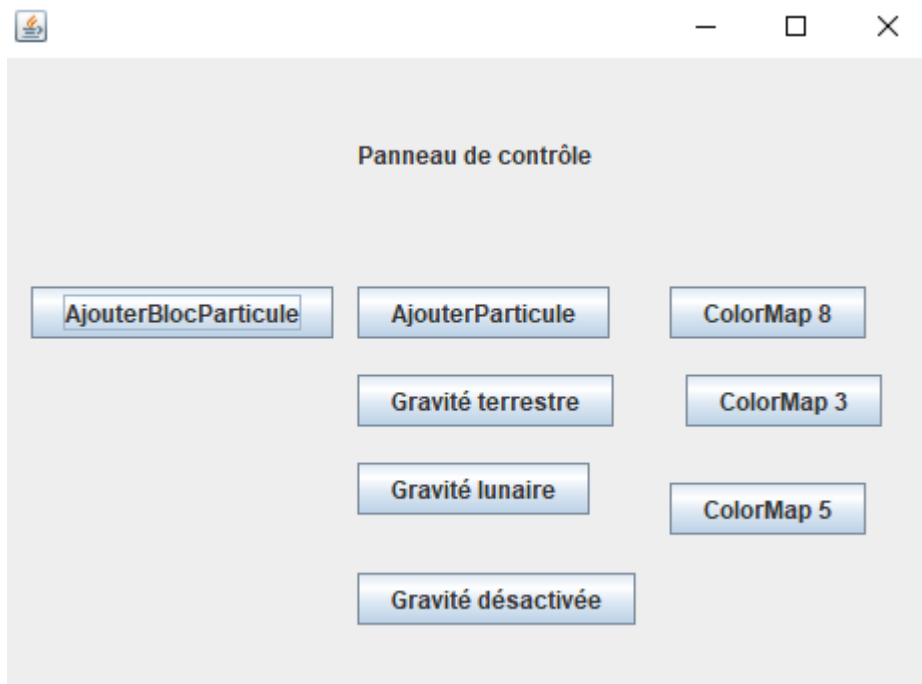 Panneau de contrôle
AjouterBlocParticule
AjouterParticule
ColorMap 8
Gravité terrestre
ColorMap 3
Gravité lunaire
ColorMap 5
Gravité désactivée